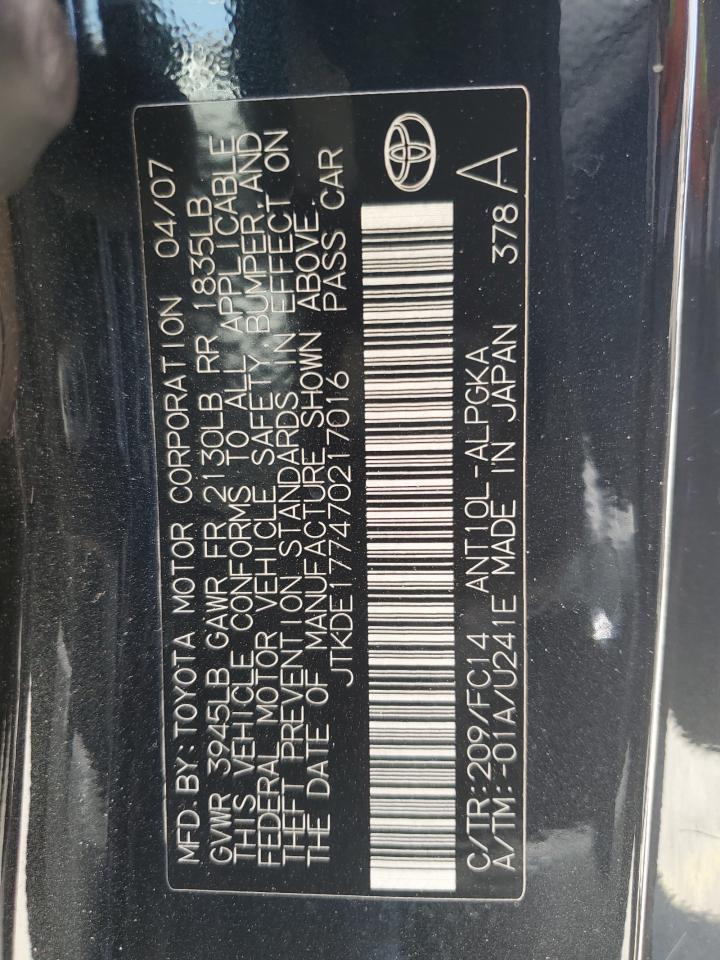 MFD.BY:TOYOTA MOTOR CORPORATION 04/07
GVWR 3945LB GAWR FR 2130LB RR 1835LB
THIS VEHICLE CONFORMS TO ALL APPLICABLE
FEDERAL MOTOR VEHICLE SAFETY, BUMPER, AND
THEFT PREVENTION STANDARDS IN EFFECT ON
THE DATE OF MANUFACTURE SHOWN ABOVE.
JTKDE177470217016 PASS CAR
C/TR:209/FC14 ANT10L-ALPGKA
A/TM:-01A/U241E MADE IN JAPAN 378 A